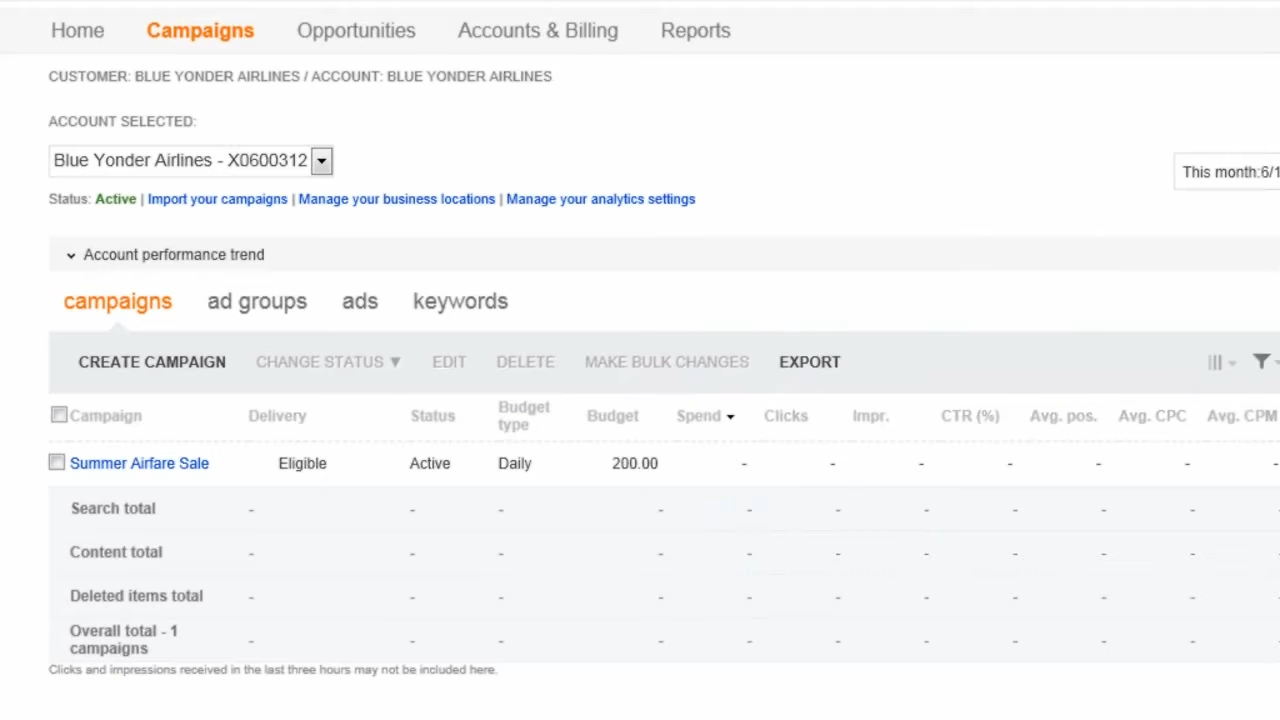 Home Campaigns Opportunities Accounts & Billing Reports
CUSTOMER: BLUE YONDER AIRLINES / ACCOUNT: BLUE YONDER AIRLINES
ACCOUNT SELECTED:
Blue Yonder Airlines - X0600312
This month:6/1
Status: Active | Import your campaigns | Manage your business locations | Manage your analytics settings
Account performance trend
campaigns ad groups ads keywords
CREATE CAMPAIGN CHANGE STATUS ▼ EDIT DELETE MAKE BULK CHANGES EXPORT
Campaign Delivery Status Budget type Budget Spend Clicks Impr. CTR (%) Avg. pos. Avg. CPC Avg. CPM
Summer Airfare Sale Eligible Active Daily 200.00 - - - - - - -
Search total - - - - - - - - - - -
Content total - - - - - - - - - - -
Deleted items total - - - - - - - - - - -
Overall total - 1
campaigns - - - - - - - - - - -
Clicks and impressions received in the last three hours may not be included here.